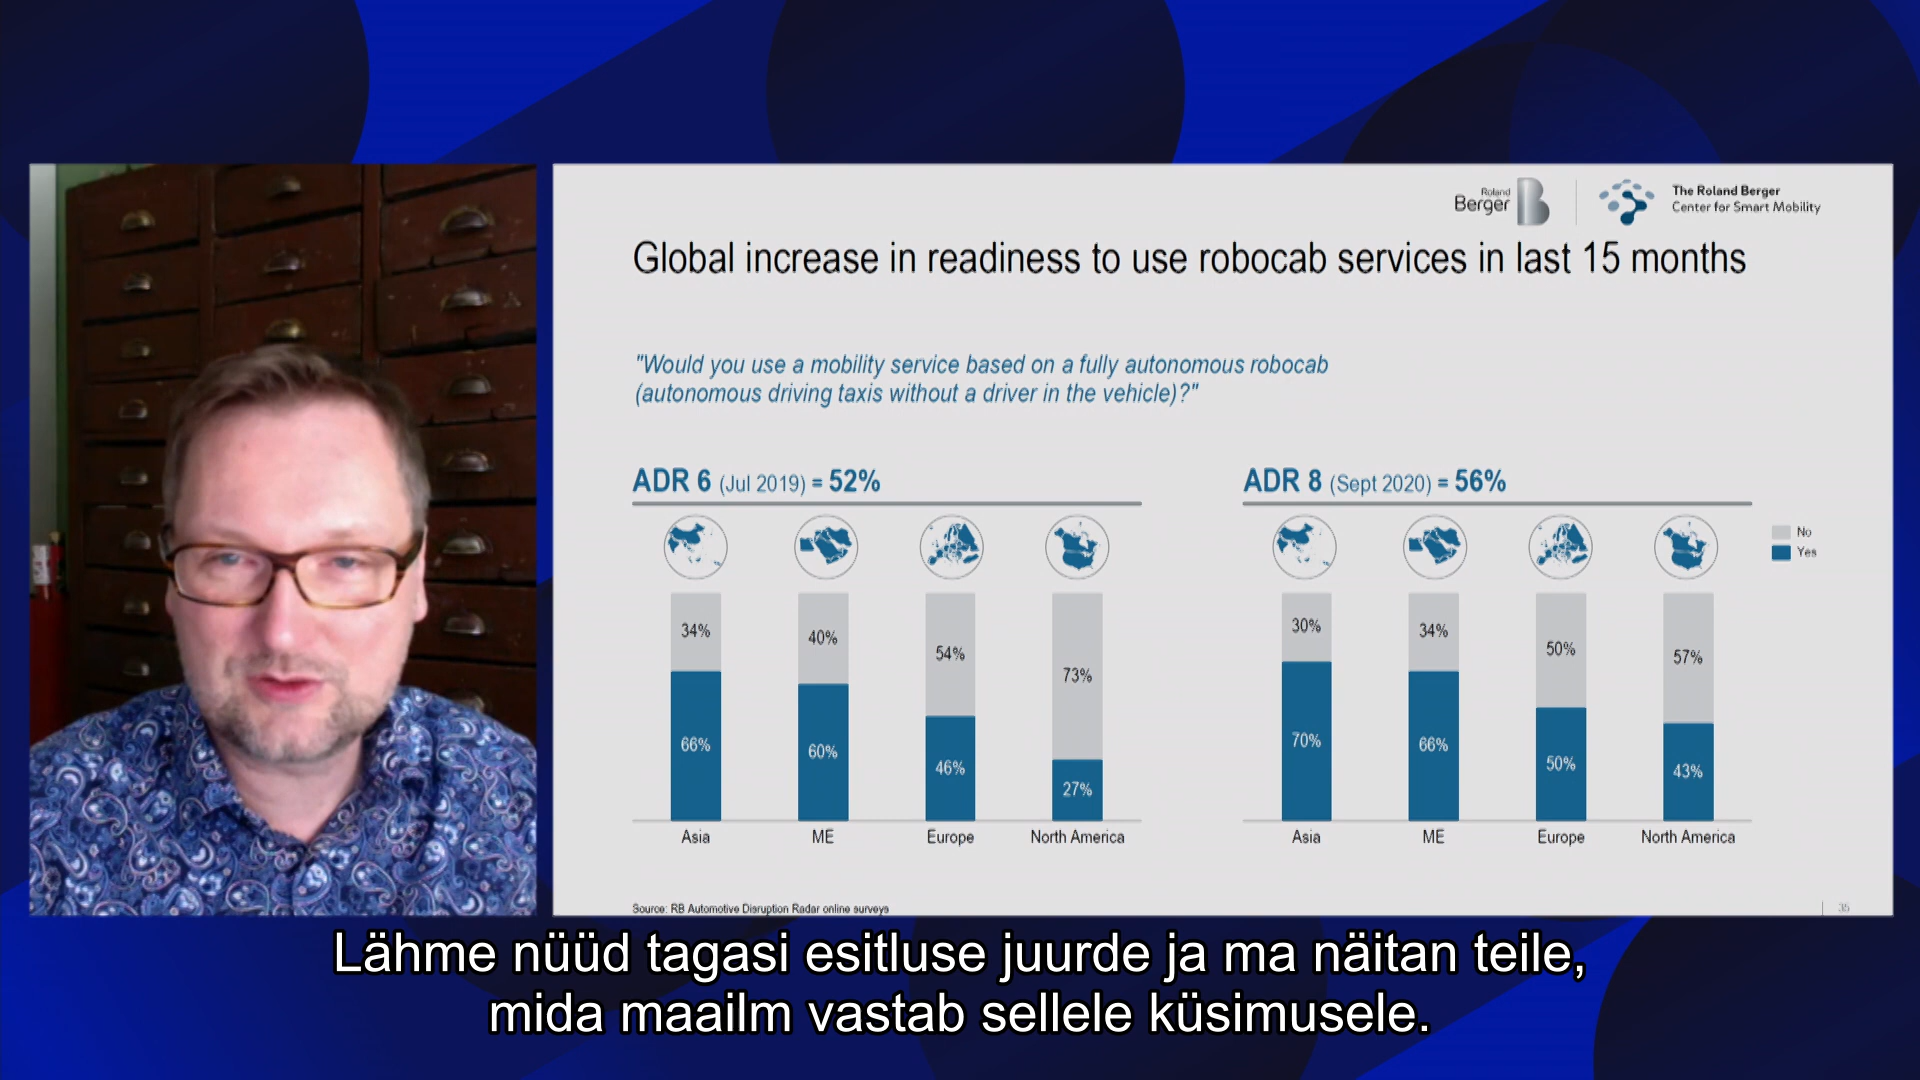 Roland
Berger
The Roland Berger
Center for Smart Mobility
Global increase in readiness to use robocab services in last 15 months
"Would you use a mobility service based on a fully autonomous robocab
(autonomous driving taxis without a driver in the vehicle)?"
ADR 6 (Jul 2019) = 52%
34% 40% 54% 73%
66% 60% 46% 27%
Asia ME Europe North America
ADR 8 (Sept 2020) = 56%
No
Yes
30% 34% 50% 57%
70% 66% 50% 43%
Asia ME Europe North America
Source: RB Automotive Disruption Radar online surveys
35
Lähme nüüd tagasi esitluse juurde ja ma näitan teile,
mida maailm vastab sellele küsimusele.